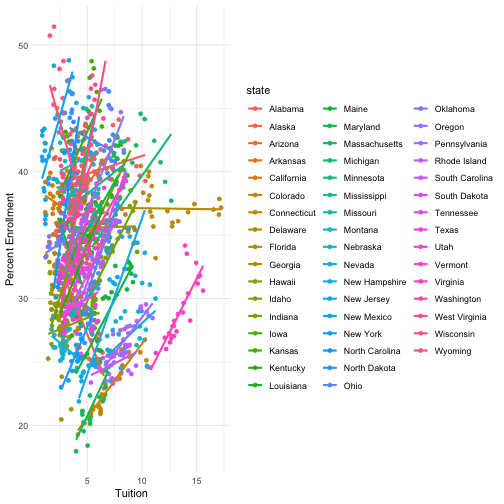 50
40
30
20
5
10
15
Percent Enrollment
Tuition
state
Alabama
Alaska
Arizona
Arkansas
California
Colorado
Connecticut
Delaware
Florida
Georgia
Hawaii
Idaho
Indiana
Iowa
Kansas
Kentucky
Louisiana
Maine
Maryland
Massachusetts
Michigan
Minnesota
Mississippi
Missouri
Montana
Nebraska
Nevada
New Hampshire
New Jersey
New Mexico
New York
North Carolina
North Dakota
Ohio
Oklahoma
Oregon
Pennsylvania
Rhode Island
South Carolina
South Dakota
Tennessee
Texas
Utah
Vermont
Virginia
Washington
West Virginia
Wisconsin
Wyoming